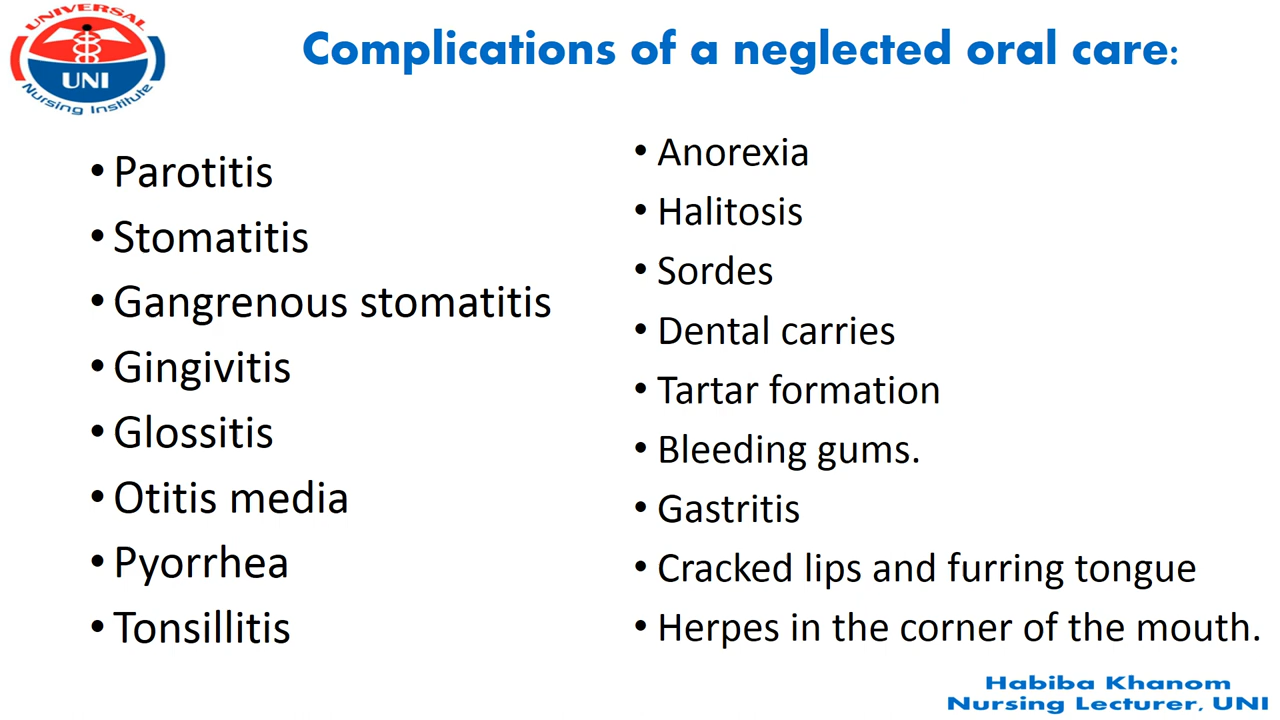 UNIVERSAL
UNI
Nursing Institute
Complications of a neglected oral care:
• Parotitis
• Stomatitis
• Gangrenous stomatitis
• Gingivitis
• Glossitis
• Otitis media
• Pyorrhea
• Tonsillitis
• Anorexia
• Halitosis
• Sordes
• Dental carries
• Tartar formation
• Bleeding gums.
• Gastritis
• Cracked lips and furring tongue
• Herpes in the corner of the mouth.
Habiba Khanom
Nursing Lecturer, UNI